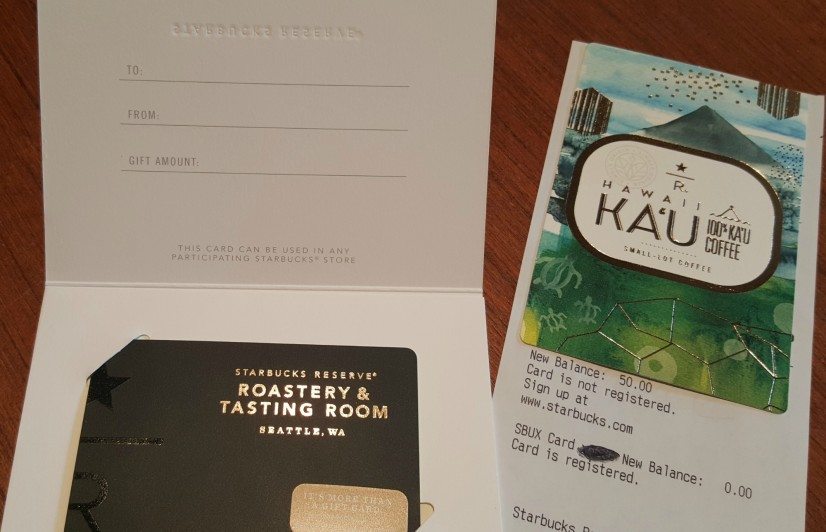 STARBUCKS RESERVE
TO:
FROM:
GIFT AMOUNT:
THIS CARD CAN BE USED IN ANY
PARTICIPATING STARBUCKS® STORE
STARBUCKS RESERVE®
ROASTERY &
TASTING ROOM
SEATTLE, WA
IT'S MORE THAN
A GIFT CARD
R
R
HAWAII
KA'U
100% KA'U
COFFEE
SMALL-LOT COFFEE
New Balance: 50.00
Card is not registered.
Sign up at
www.starbucks.com
SBUX Card New Balance: 0.00
Card is registered.
Starbucks